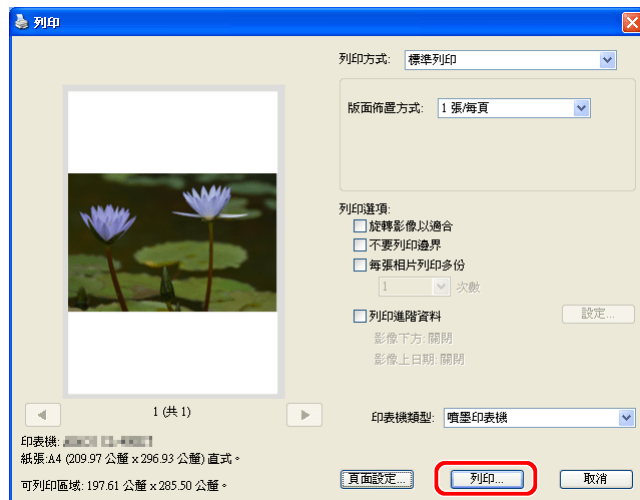 列印
列印方式: 標準列印
版面佈置方式: 1 張/每頁
列印選項:
旋轉影像以適合
不要列印邊界
每張相片列印多份
1 次數
列印進階資料 設定...
影像下方: 關閉
影像上日期: 關閉
1 (共 1)
印表機類型: 噴墨印表機
印表機:
紙張:A4 (209.97 公釐 x 296.93 公釐) 直式。
可列印區域: 197.61 公釐 x 285.50 公釐。
頁面設定... 列印... 取消